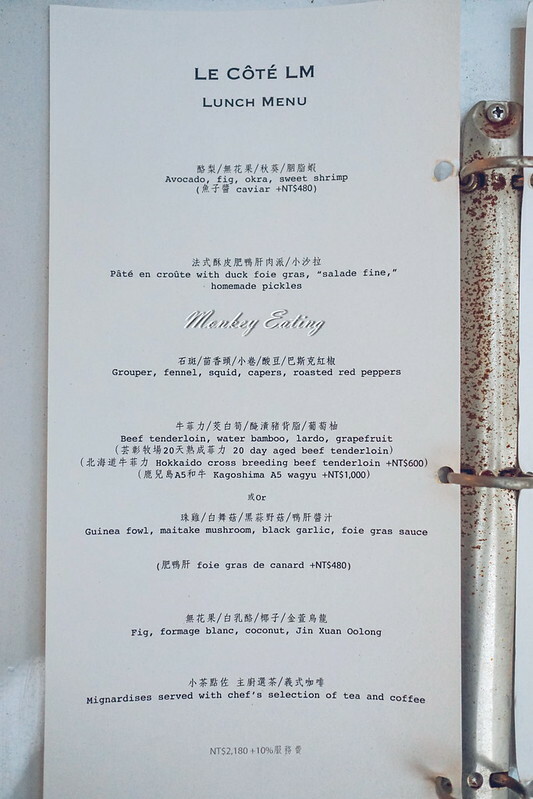 LE CÔTÉ LM
LUNCH MENU
酪梨/無花果/秋葵/胭脂蝦
Avocado, fig, okra, sweet shrimp
(魚子醬 caviar +NT$480)
法式酥皮肥鴨肝肉派/小沙拉
Pâté en croûte with duck foie gras, “salade fine,”
homemade pickles
Monkey Eating
石斑/茴香頭/小卷/酸豆/巴斯克紅椒
Grouper, fennel, squid, capers, roasted red peppers
牛菲力/茭白筍/醃漬豬背脂/葡萄柚
Beef tenderloin, water bamboo, lardo, grapefruit
(芸彰牧場20天熟成菲力 20 day aged beef tenderloin)
(北海道牛菲力 Hokkaido cross breeding beef tenderloin +NT$600)
(鹿兒島A5和牛 Kagoshima A5 wagyu +NT$1,000)
或Or
珠雞/白舞菇/黑蒜野菇/鴨肝醬汁
Guinea fowl, maitake mushroom, black garlic, foie gras sauce
(肥鴨肝 foie gras de canard +NT$480)
無花果/白乳酪/椰子/金萱烏龍
Fig, formage blanc, coconut, Jin Xuan Oolong
小茶點佐 主廚選茶/義式咖啡
Mignardises served with chef’s selection of tea and coffee
NT$2,180 +10%服務費